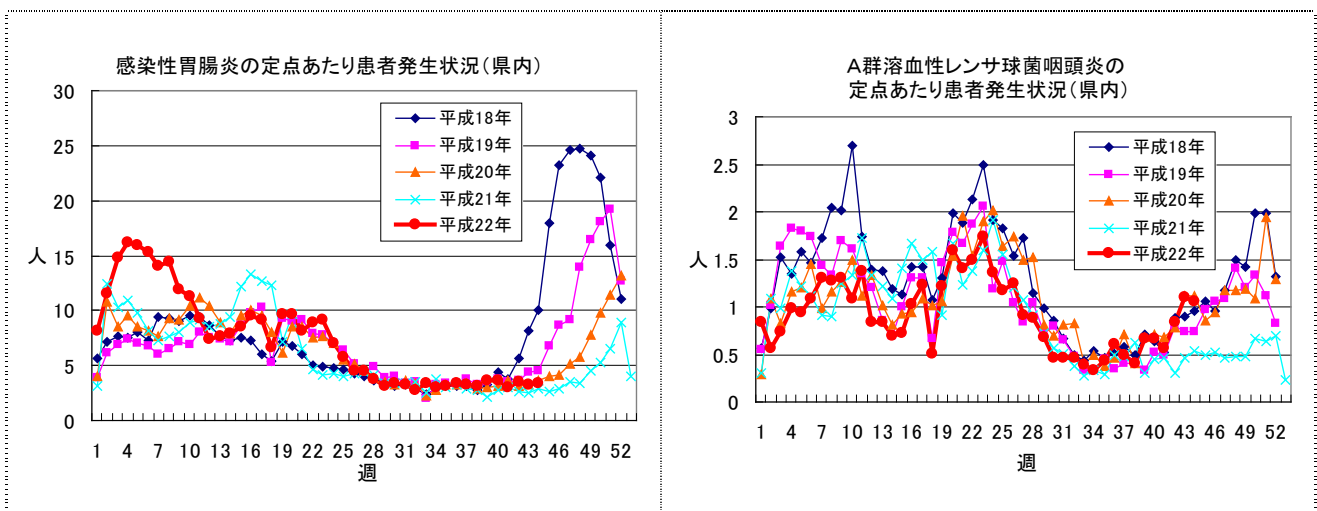 感染性胃腸炎の定点あたり患者発生状況(県内)
30
25
20
15
10
5
0
人
平成18年
平成19年
平成20年
平成21年
平成22年
1 4 7 10 13 16 19 22 25 28 31 34 37 40 43 46 49 52
週
A群溶血性レンサ球菌咽頭炎の
定点あたり患者発生状況(県内)
3
2.5
2
1.5
1
0.5
0
人
平成18年
平成19年
平成20年
平成21年
平成22年
1 4 7 10 13 16 19 22 25 28 31 34 37 40 43 46 49 52
週